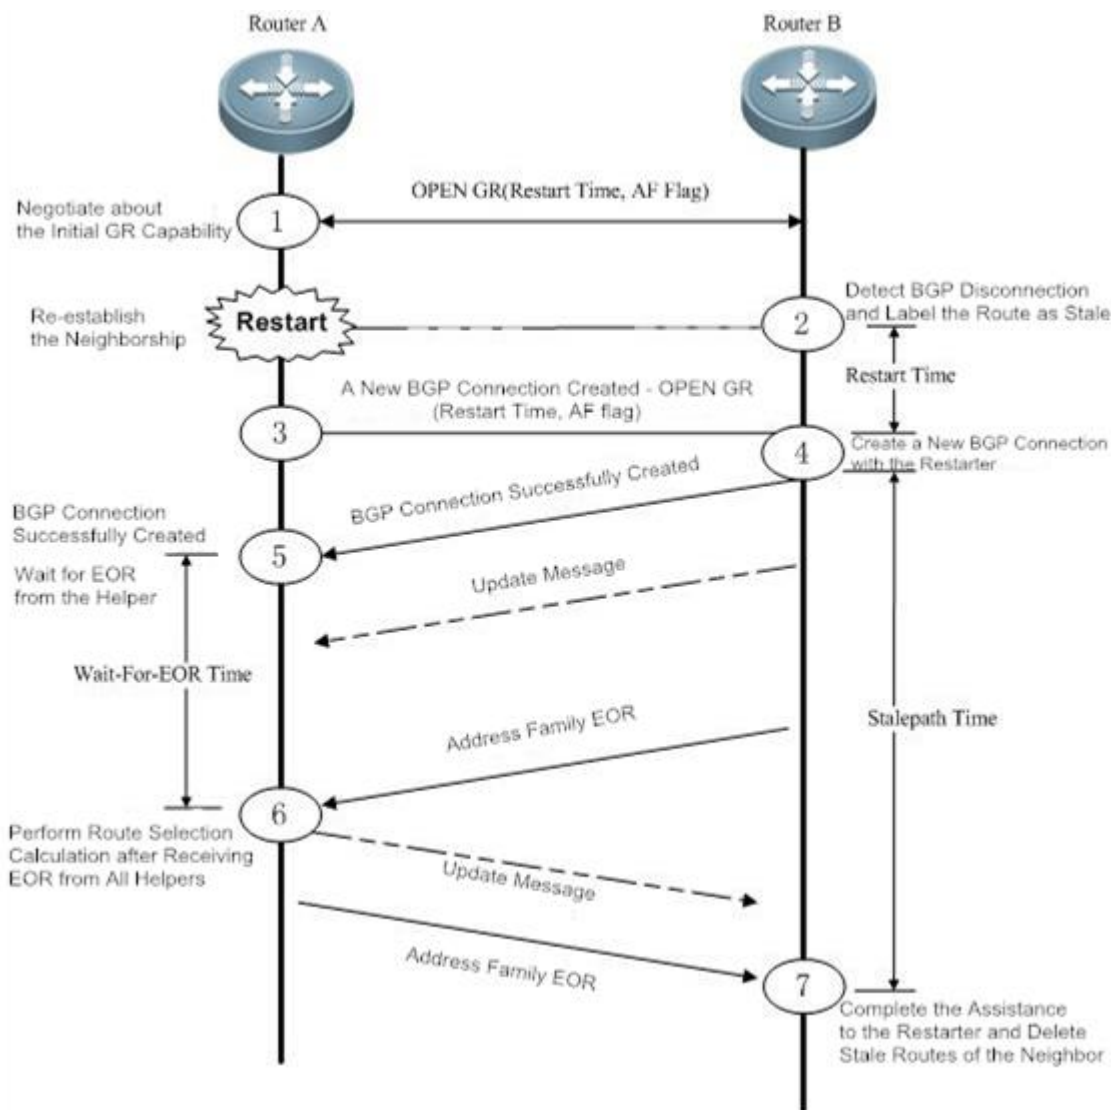 Router A
Router B
OPEN GR(Restart Time, AF Flag)
Negotiate about
the Initial GR Capability
1
Detect BGP Disconnection
and Label the Route as Stale
Re-establish
the Neighborship
Restart
2
Restart Time
A New BGP Connection Created - OPEN GR
(Restart Time, AF flag)
3
4
Create a New BGP Connection
with the Restarter
BGP Connection Successfully Created
BGP Connection
Successfully Created
5
Wait for EOR
from the Helper
Update Message
Wait-For-EOR Time
Stalepath Time
Address Family EOR
6
Perform Route Selection
Calculation after Receiving
EOR from All Helpers
Update Message
Address Family EOR
7
Complete the Assistance
to the Restarter and Delete
Stale Routes of the Neighbor